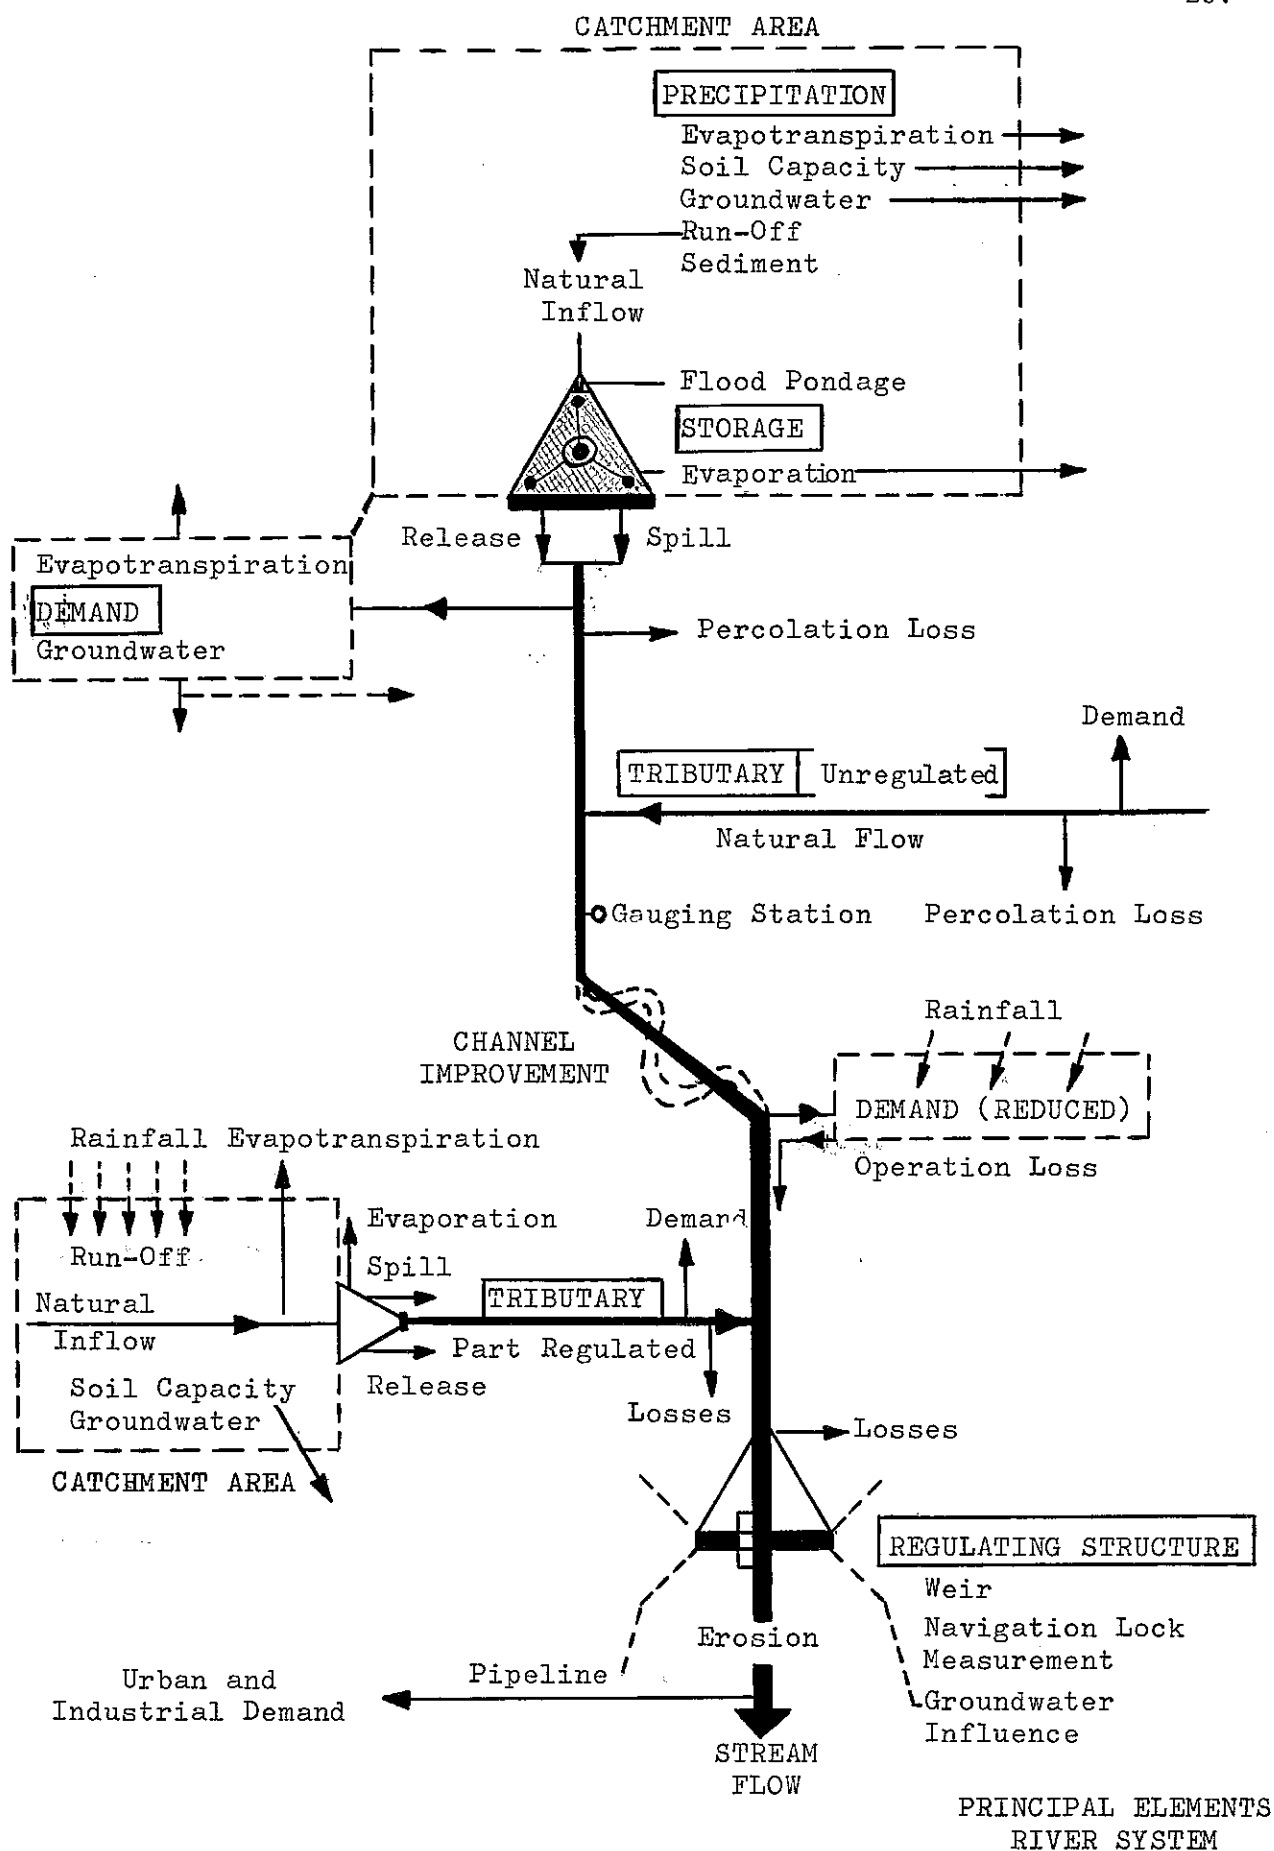 CATCHMENT AREA
PRECIPITATION
Evapotranspiration
Soil Capacity
Groundwater
Run-Off
Sediment
Natural
Inflow
Flood Pondage
STORAGE
Evaporation
Release
Spill
Evapotranspiration
DEMAND
Groundwater
Percolation Loss
Demand
TRIBUTARY
Unregulated
Natural Flow
Gauging Station
Percolation Loss
CHANNEL
IMPROVEMENT
Rainfall
DEMAND (REDUCED)
Operation Loss
Rainfall Evapotranspiration
Run-Off
Natural
Inflow
Soil Capacity
Groundwater
CATCHMENT AREA
Evaporation
Spill
TRIBUTARY
Part Regulated
Release
Demand
Losses
Losses
REGULATING STRUCTURE
Weir
Navigation Lock
Measurement
Groundwater
Influence
Erosion
Pipeline
Urban and
Industrial Demand
STREAM
FLOW
PRINCIPAL ELEMENTS
RIVER SYSTEM